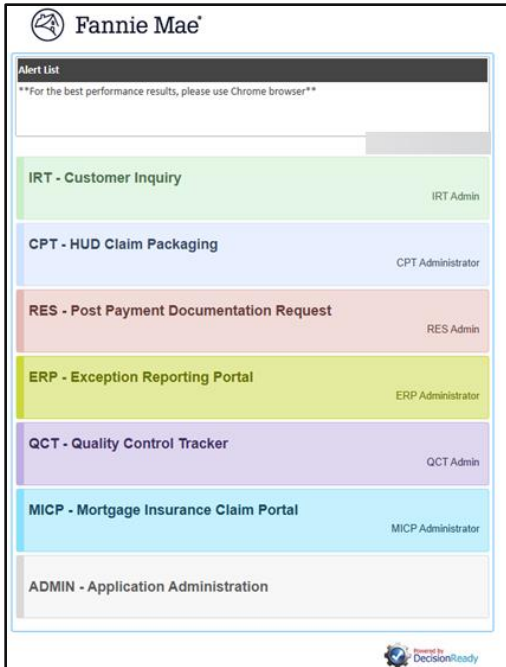 Fannie Mae®
Alert List
**For the best performance results, please use Chrome browser**
IRT - Customer Inquiry
IRT Admin
CPT - HUD Claim Packaging
CPT Administrator
RES - Post Payment Documentation Request
RES Admin
ERP - Exception Reporting Portal
ERP Administrator
QCT - Quality Control Tracker
QCT Admin
MICP - Mortgage Insurance Claim Portal
MICP Administrator
ADMIN - Application Administration
Powered By
DecisionReady